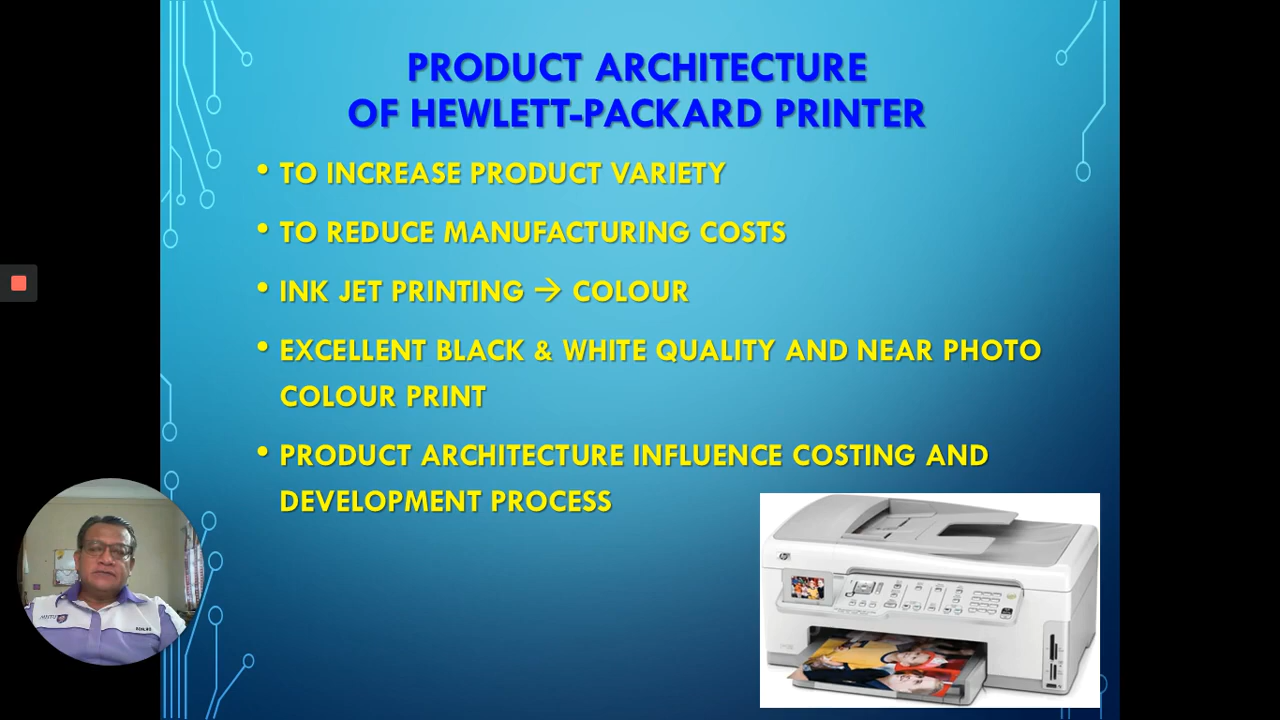 PRODUCT ARCHITECTURE
OF HEWLETT-PACKARD PRINTER
• TO INCREASE PRODUCT VARIETY
• TO REDUCE MANUFACTURING COSTS
• INK JET PRINTING → COLOUR
• EXCELLENT BLACK & WHITE QUALITY AND NEAR PHOTO
COLOUR PRINT
• PRODUCT ARCHITECTURE INFLUENCE COSTING AND
DEVELOPMENT PROCESS
hp